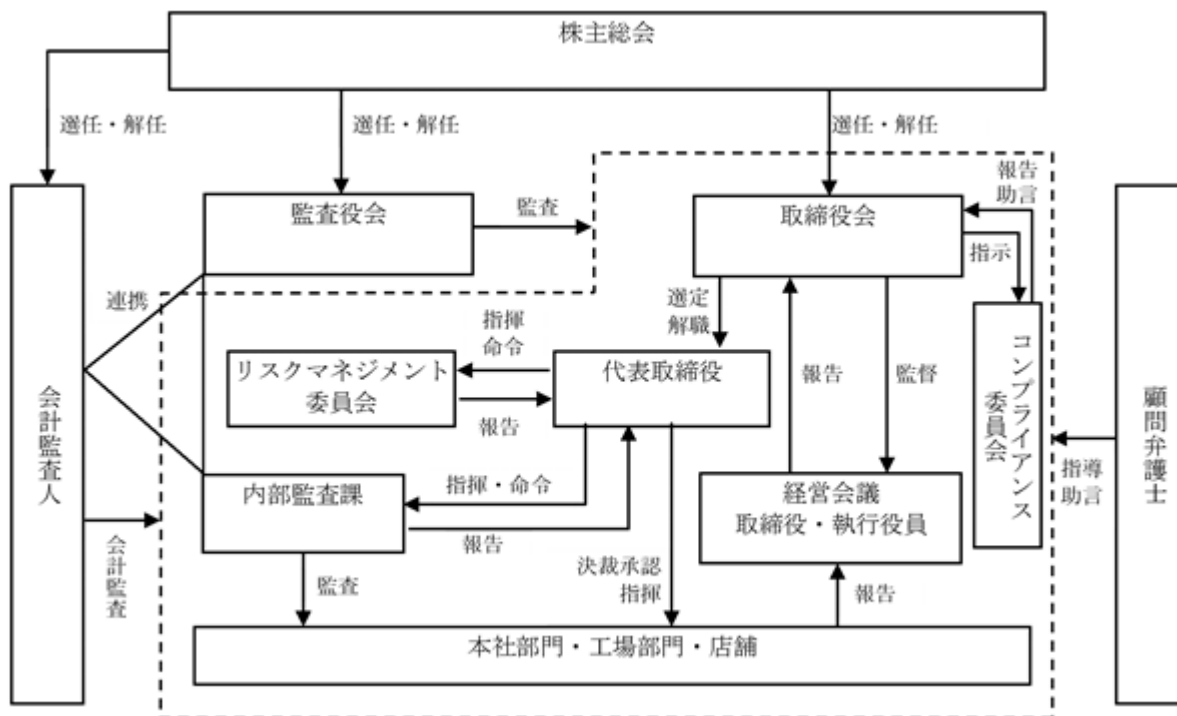 株主総会
選任・解任
選任・解任
選任・解任
監査役会
監査
取締役会
報告
助言
指示
連携
選定
解職
指揮
命令
リスクマネジメント
委員会
報告
代表取締役
報告
監督
コンプライアンス
委員会
会計監査人
顧問弁護士
指導
助言
内部監査課
指揮・命令
報告
経営会議
取締役・執行役員
会計監査
監査
決裁承認
指揮
報告
本社部門・工場部門・店舗